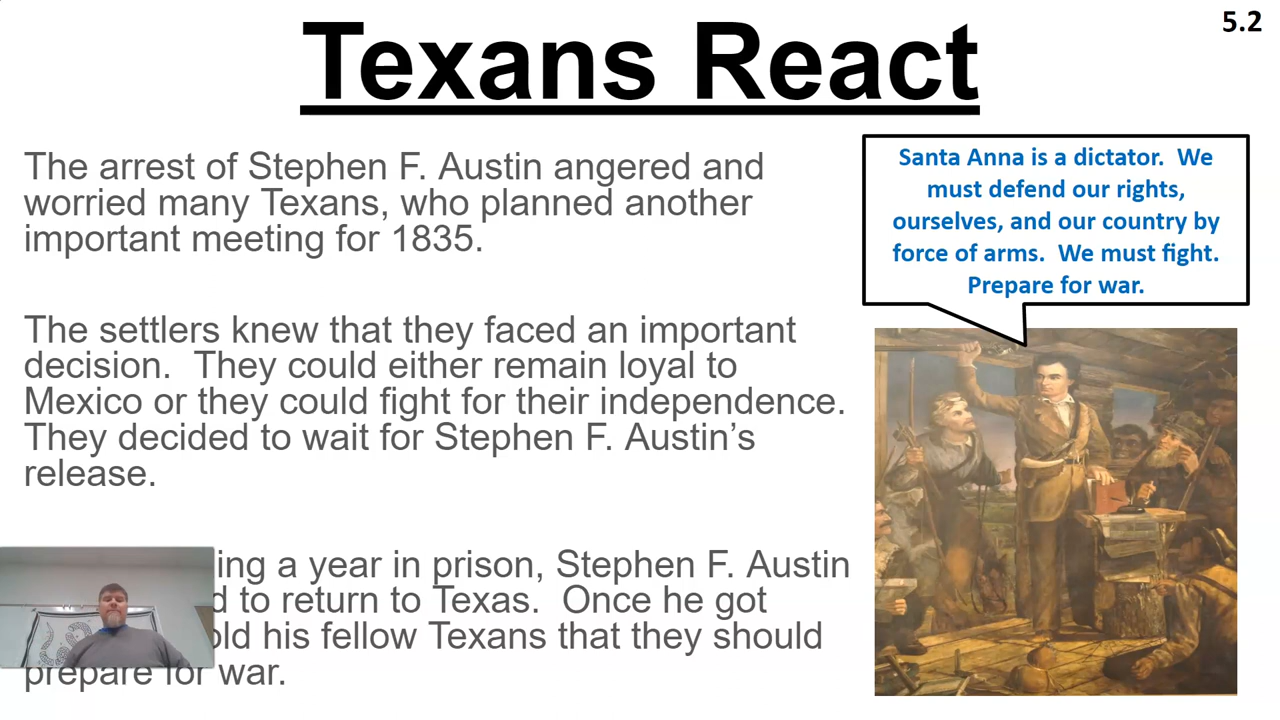 5.2
Texans React
The arrest of Stephen F. Austin angered and
worried many Texans, who planned another
important meeting for 1835.
The settlers knew that they faced an important
decision.  They could either remain loyal to
Mexico or they could fight for their independence.
They decided to wait for Stephen F. Austin's
release.
a year in prison, Stephen F. Austin
to return to Texas.  Once he got
his fellow Texans that they should
prepare for war.
Santa Anna is a dictator.  We
must defend our rights,
ourselves, and our country by
force of arms.  We must fight.
Prepare for war.